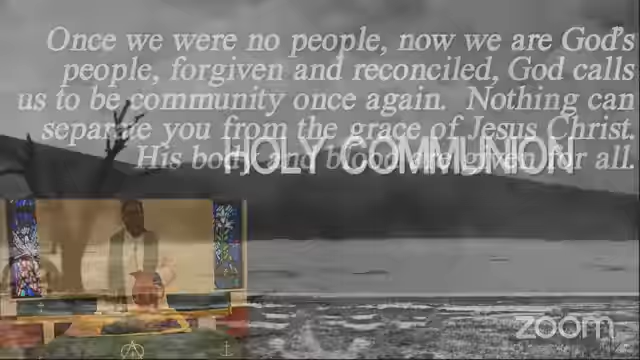 Once we were no people, now we are God's
people, forgiven and reconciled, God calls
us to be community once again. Nothing can
separate you from the grace of Jesus Christ.
His body and blood are given for all.
HOLY COMMUNION
zoom